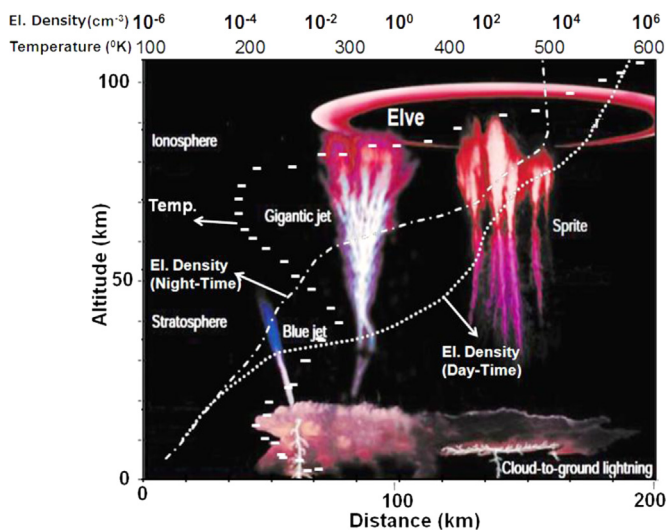 El. Density(cm⁻³) 10⁻⁶ 10⁻⁴ 10⁻² 10⁰ 10² 10⁴ 10⁶
Temperature (⁰K) 100 200 300 400 500 600
100
Elve
Ionosphere
Temp.
Gigantic jet
Sprite
El. Density
(Night-Time)
50
Stratosphere
Blue jet
El. Density
(Day-Time)
Altitude (km)
Cloud-to-ground lightning
0
0 100 200
Distance (km)